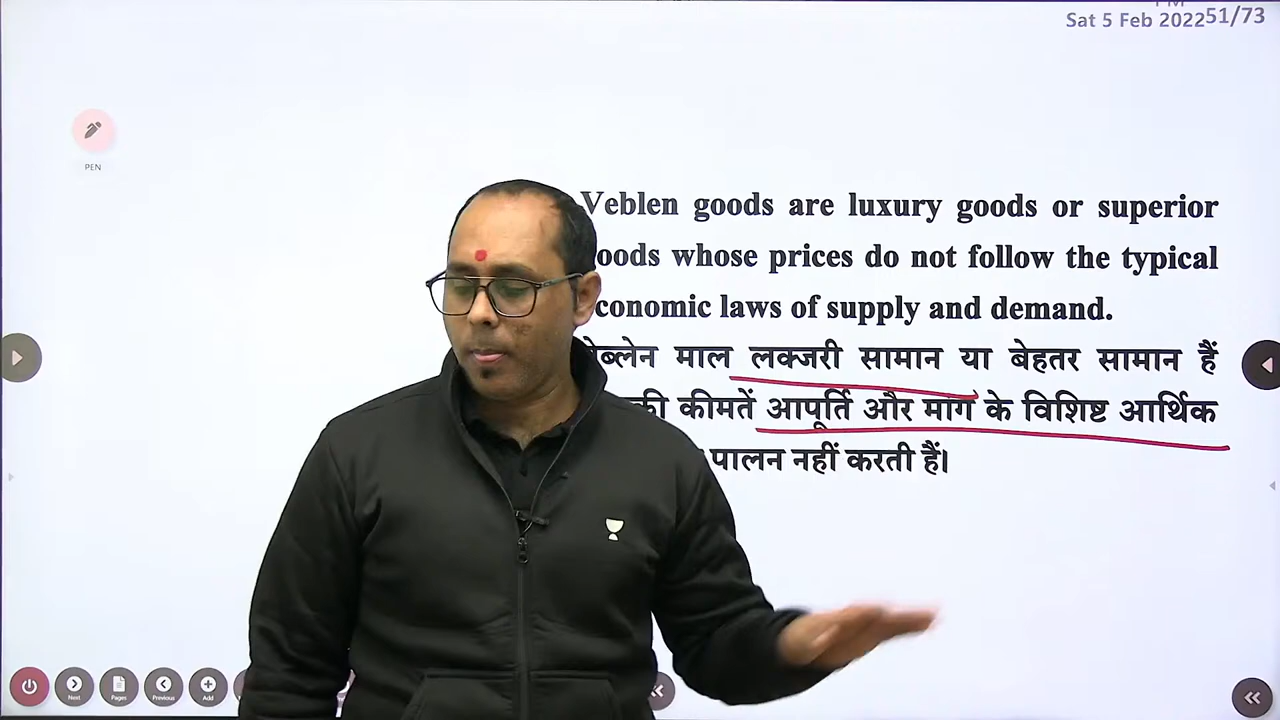 Sat 5 Feb 2022
51/73
PEN
Veblen goods are luxury goods or superior
whose prices do not follow the typical
laws of supply and demand.
माल लक्जरी सामान या बेहतर सामान हैं
कीमतें आपूर्ति और मांग के विशिष्ट आर्थिक
पालन नहीं करती हैं।
Next
Pages
Previous
Add